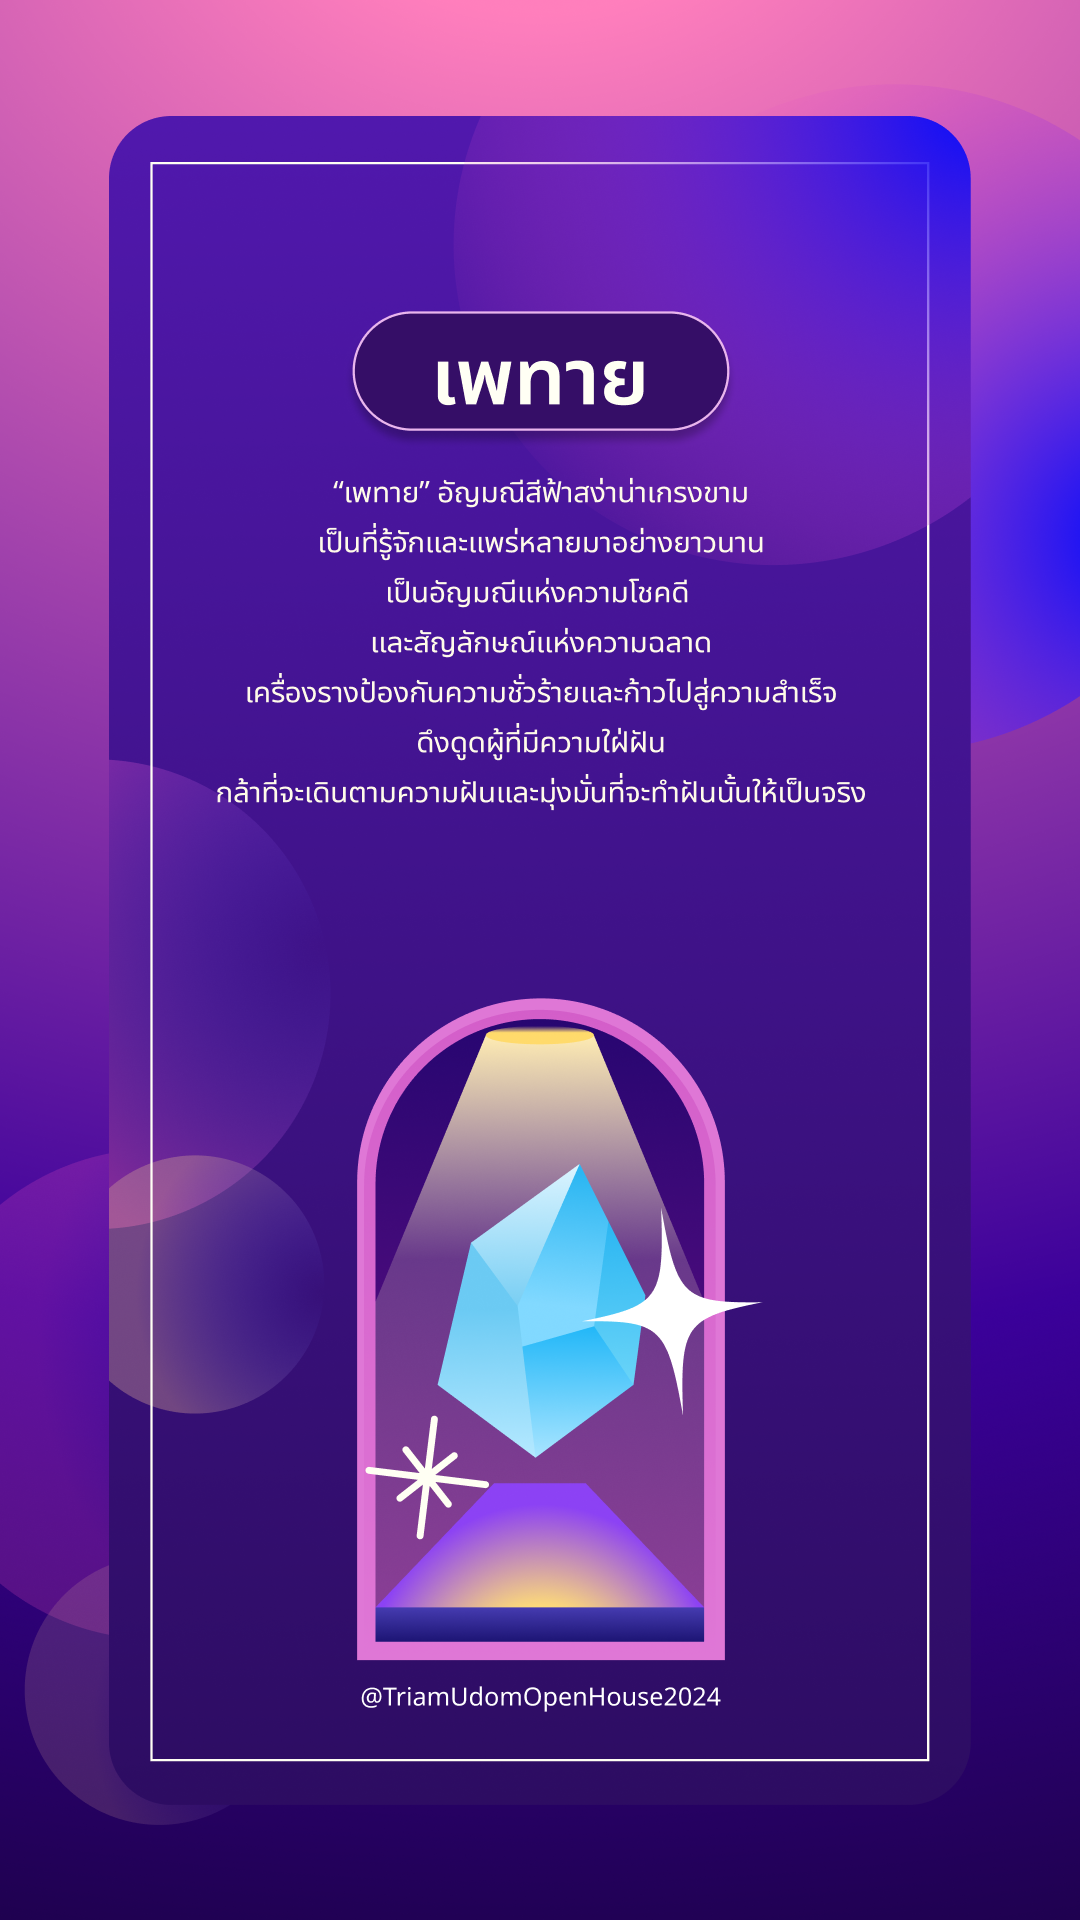 เพทาย
“เพทาย” อัญมณีสีฟ้าสง่าน่าเกรงขาม
เป็นที่รู้จักและแพร่หลายมาอย่างยาวนาน
เป็นอัญมณีแห่งความโชคดี
และสัญลักษณ์แห่งความฉลาด
เครื่องรางป้องกันความชั่วร้ายและก้าวไปสู่ความสำเร็จ
ดึงดูดผู้ที่มีความใฝ่ฝัน
กล้าที่จะเดินตามความฝันและมุ่งมั่นที่จะทำฝันนั้นให้เป็นจริง
@TriamUdomOpenHouse2024